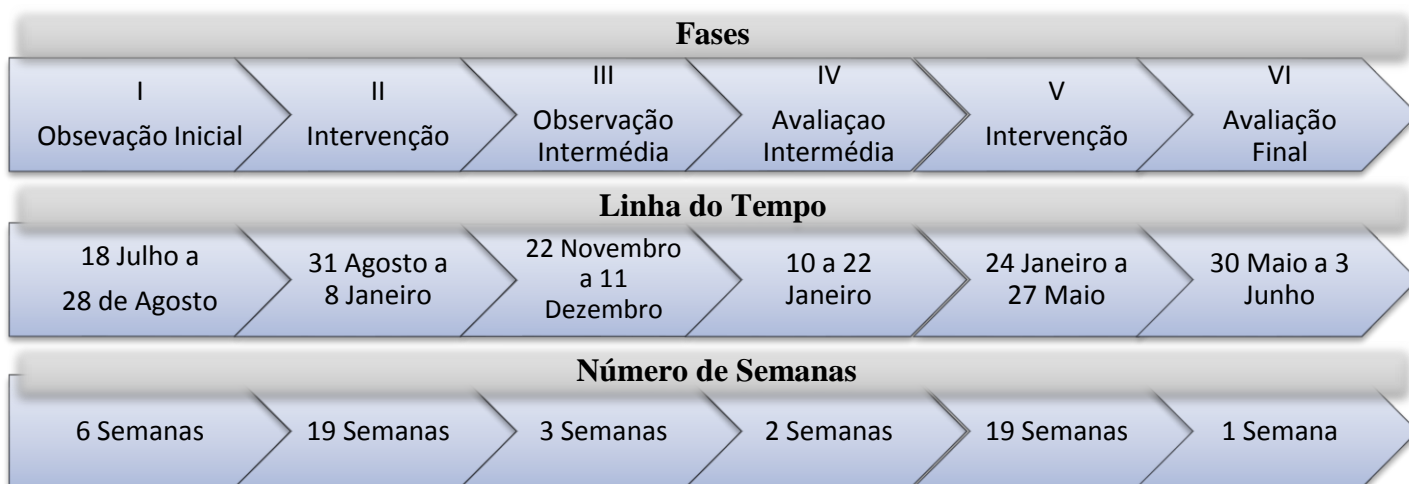 Fases
I
Obsevação Inicial
II
Intervenção
III
Observação
Intermédia
IV
Avaliaçao
Intermédia
V
Intervenção
VI
Avaliação
Final
Linha do Tempo
18 Julho a
28 de Agosto
31 Agosto a
8 Janeiro
22 Novembro
a 11
Dezembro
10 a 22
Janeiro
24 Janeiro a
27 Maio
30 Maio a 3
Junho
Número de Semanas
6 Semanas
19 Semanas
3 Semanas
2 Semanas
19 Semanas
1 Semana